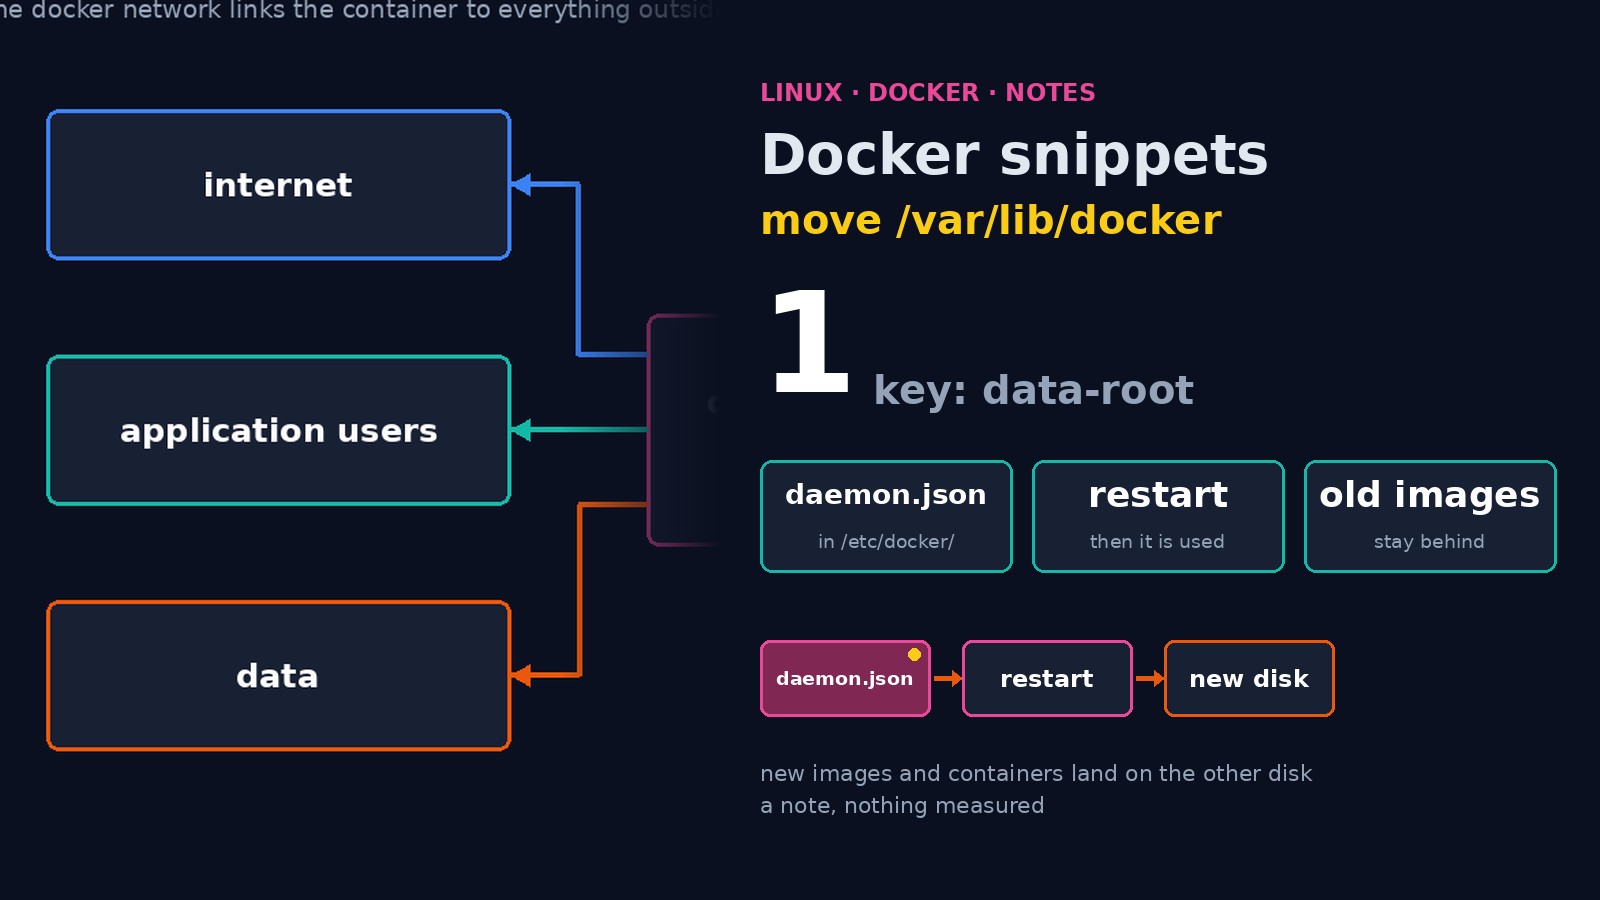 docker network links the container to everything
internet
application users
data
LINUX · DOCKER · NOTES
Docker snippets
move /var/lib/docker
1 key: data-root
daemon.json
in /etc/docker/
restart
then it is used
old images
stay behind
daemon.json
restart
new disk
new images and containers land on the other disk
a note, nothing measured